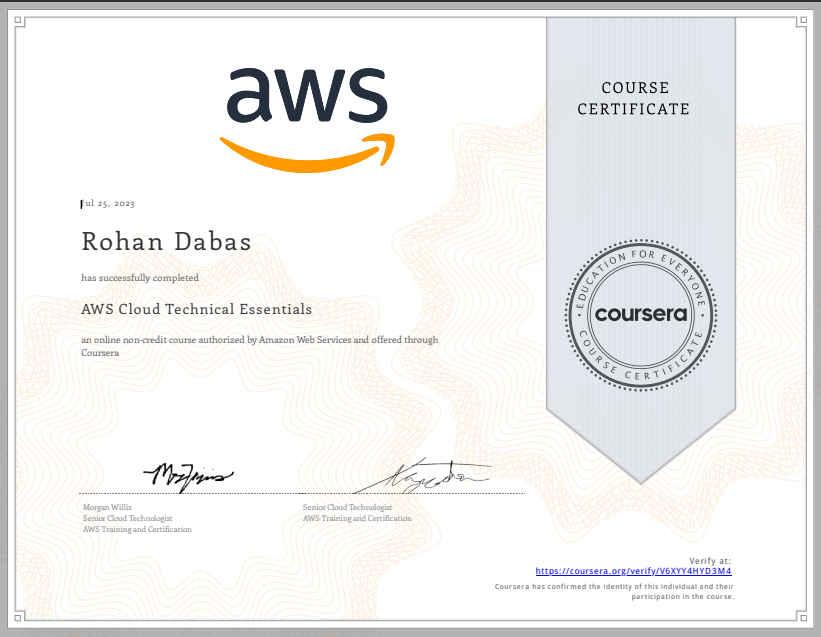 aws
COURSE
CERTIFICATE
Jul 25, 2023
Rohan Dabas
has successfully completed
AWS Cloud Technical Essentials
an online non-credit course authorized by Amazon Web Services and offered through
Coursera
EDUCATION FOR EVERYONE
coursera
COURSE CERTIFICATE
Morgan Willis
Senior Cloud Technologist
AWS Training and Certification
Senior Cloud Technologist
AWS Training and Certification
Verify at:
https://coursera.org/verify/V6XYY4HYD3M4
Coursera has confirmed the identity of this individual and their
participation in the course.